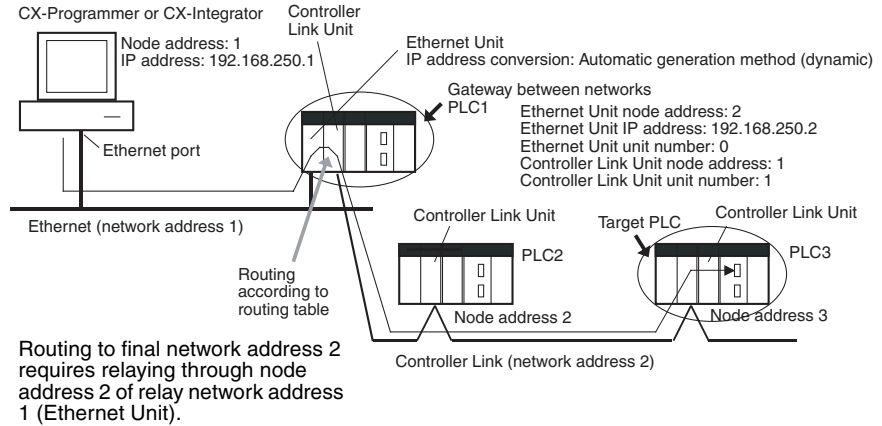 CX-Programmer or CX-Integrator
Controller
Link Unit
Node address: 1
IP address: 192.168.250.1
Ethernet Unit
IP address conversion: Automatic generation method (dynamic)
Gateway between networks
PLC1
Ethernet Unit node address: 2
Ethernet Unit IP address: 192.168.250.2
Ethernet Unit unit number: 0
Controller Link Unit node address: 1
Controller Link Unit unit number: 1
Ethernet port
Ethernet (network address 1)
Controller Link Unit
Target PLC
Controller Link Unit
PLC2
PLC3
Routing
according to
routing table
Node address 2
Node address 3
Controller Link (network address 2)
Routing to final network address 2
requires relaying through node
address 2 of relay network address
1 (Ethernet Unit).